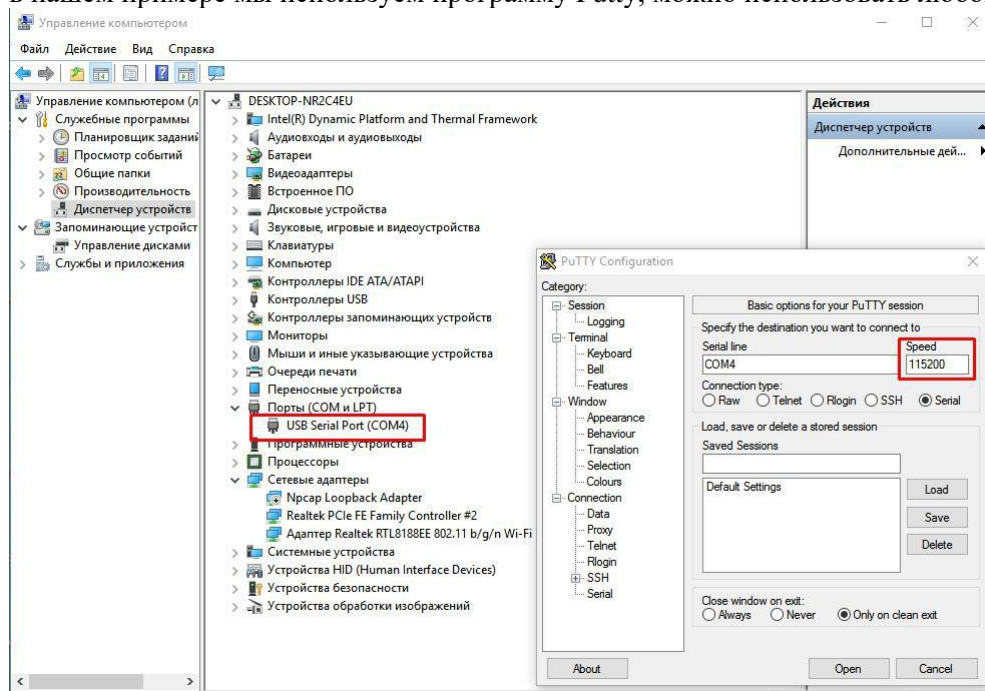 в нашем примере мы используем программу Putty, можно использовать любо
Управление компьютером
Файл Действие Вид Справка
Управление компьютером (л
Служебные программы
Планировщик заданий
Просмотр событий
Общие папки
Производительность
Диспетчер устройств
Запоминающие устройст
Управление дисками
Службы и приложения
DESKTOP-NR2C4EU
Intel(R) Dynamic Platform and Thermal Framework
Аудиовходы и аудиовыходы
Батареи
Видеоадаптеры
Встроенное ПО
Дисковые устройства
Звуковые, игровые и видеоустройства
Клавиатуры
Компьютер
Контроллеры IDE ATA/ATAPI
Контроллеры USB
Контроллеры запоминающих устройств
Мониторы
Мыши и иные указывающие устройства
Очереди печати
Переносные устройства
Порты (COM и LPT)
USB Serial Port (COM4)
Программные устройства
Процессоры
Сетевые адаптеры
Npcap Loopback Adapter
Realtek PCIe FE Family Controller #2
Адаптер Realtek RTL8188EE 802.11 b/g/n Wi-Fi
Системные устройства
Устройства HID (Human Interface Devices)
Устройства безопасности
Устройства обработки изображений
Действия
Диспетчер устройств
Дополнительные дей...
PuTTY Configuration
Category:
Session
Logging
Terminal
Keyboard
Bell
Features
Window
Appearance
Behaviour
Translation
Selection
Colours
Connection
Data
Proxy
Telnet
Rlogin
SSH
Serial
Basic options for your PuTTY session
Specify the destination you want to connect to
Serial line Speed
COM4 115200
Connection type:
Raw Telnet Rlogin SSH Serial
Load, save or delete a stored session
Saved Sessions
Default Settings
Load
Save
Delete
Close window on exit:
Always Never Only on clean exit
About Open Cancel